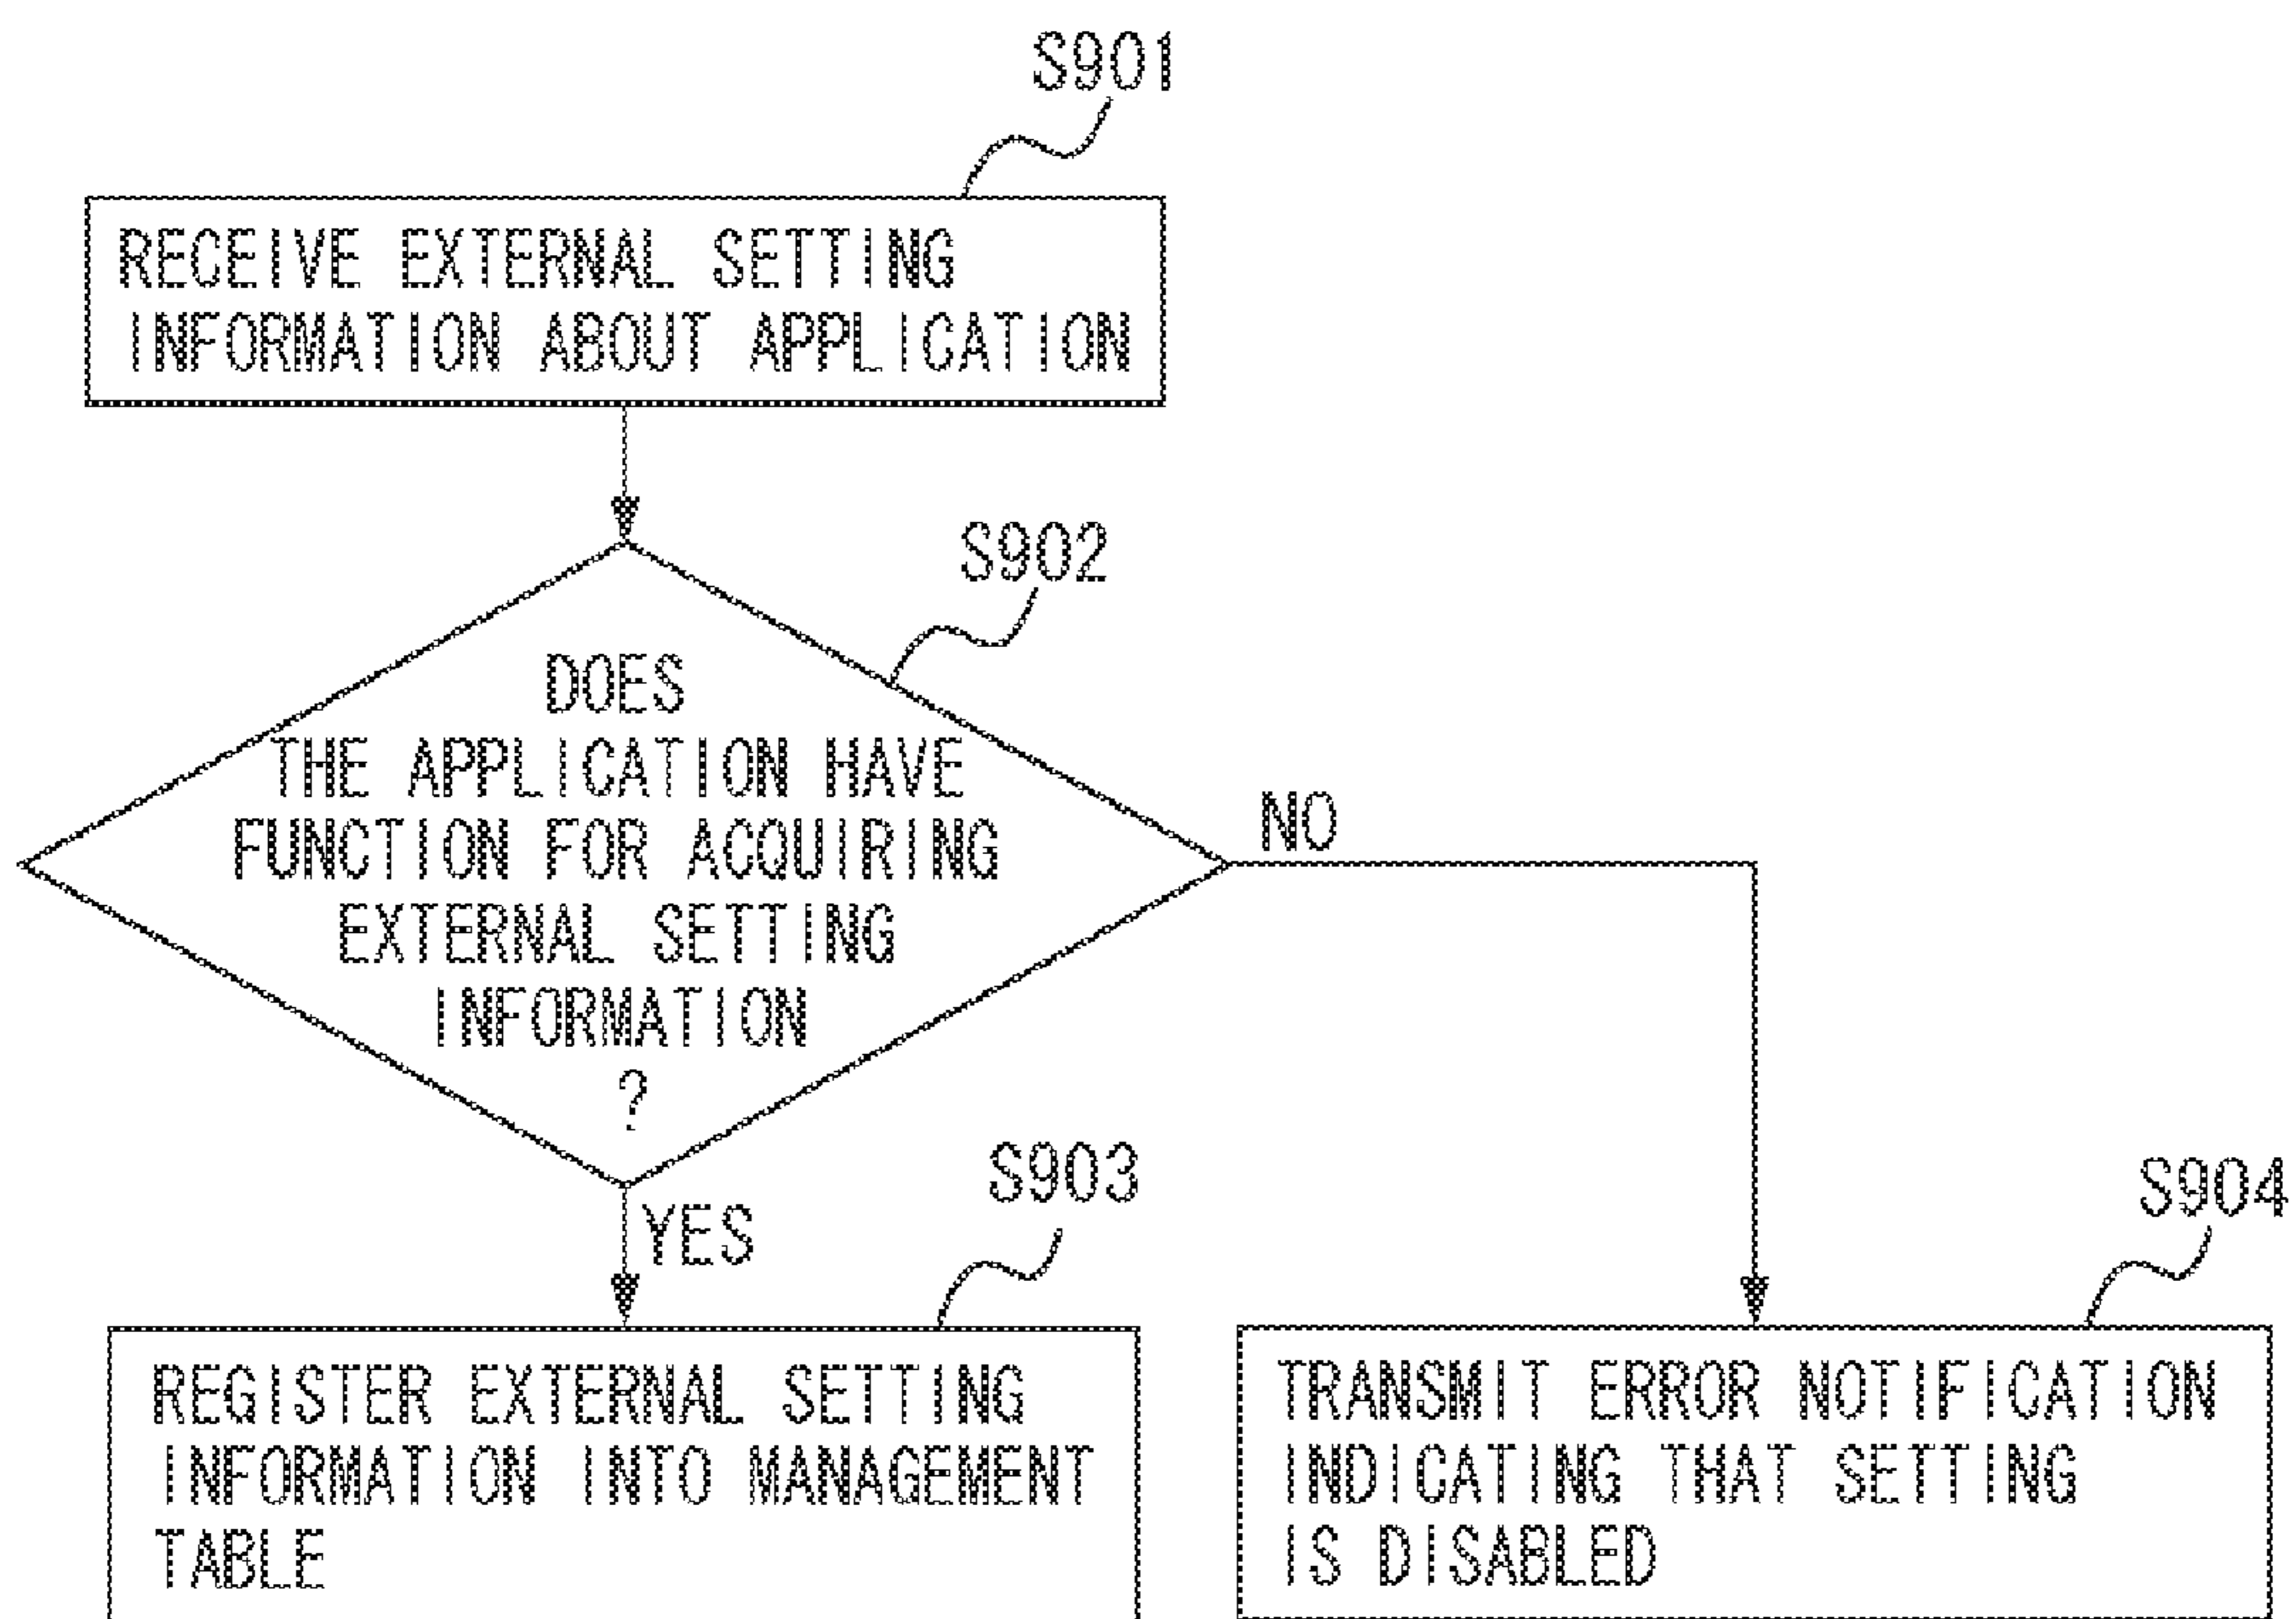 S901
RECEIVE EXTERNAL SETTING
INFORMATION ABOUT APPLICATION
S902
DOES
THE APPLICATION HAVE
FUNCTION FOR ACQUIRING
EXTERNAL SETTING
INFORMATION
?
NO
YES
S903
REGISTER EXTERNAL SETTING
INFORMATION INTO MANAGEMENT
TABLE
S904
TRANSMIT ERROR NOTIFICATION
INDICATING THAT SETTING
IS DISABLED